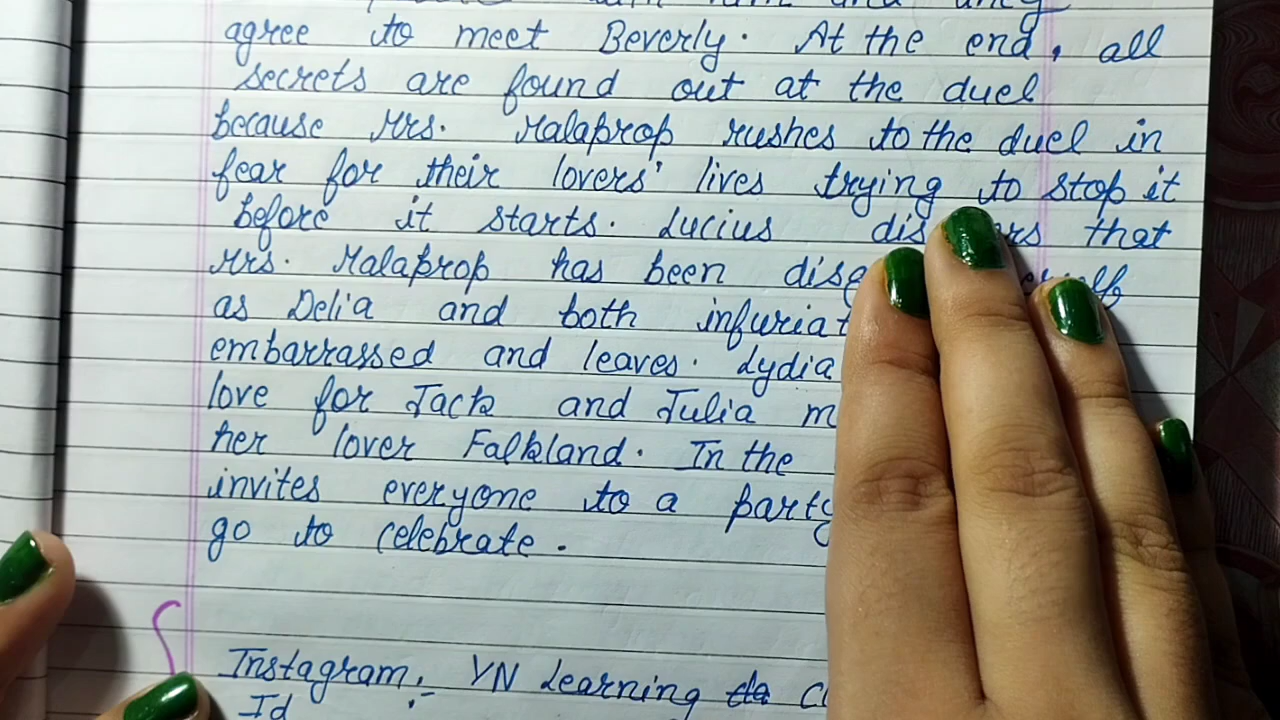 agree to meet Beverly. At the end, all
secrets are found out at the duel
because Mrs. Malaprop rushes to the duel in
fear for their lovers' lives trying to stop it
before it starts. Lucius that
Mrs. Malaprop has been
as Delia and both
embarrassed and leaves. Lydia
love for Jack and Julia
her lover Falkland. In the
invites everyone to a party
go to celebrate.
Instagram : YN Learning
Id